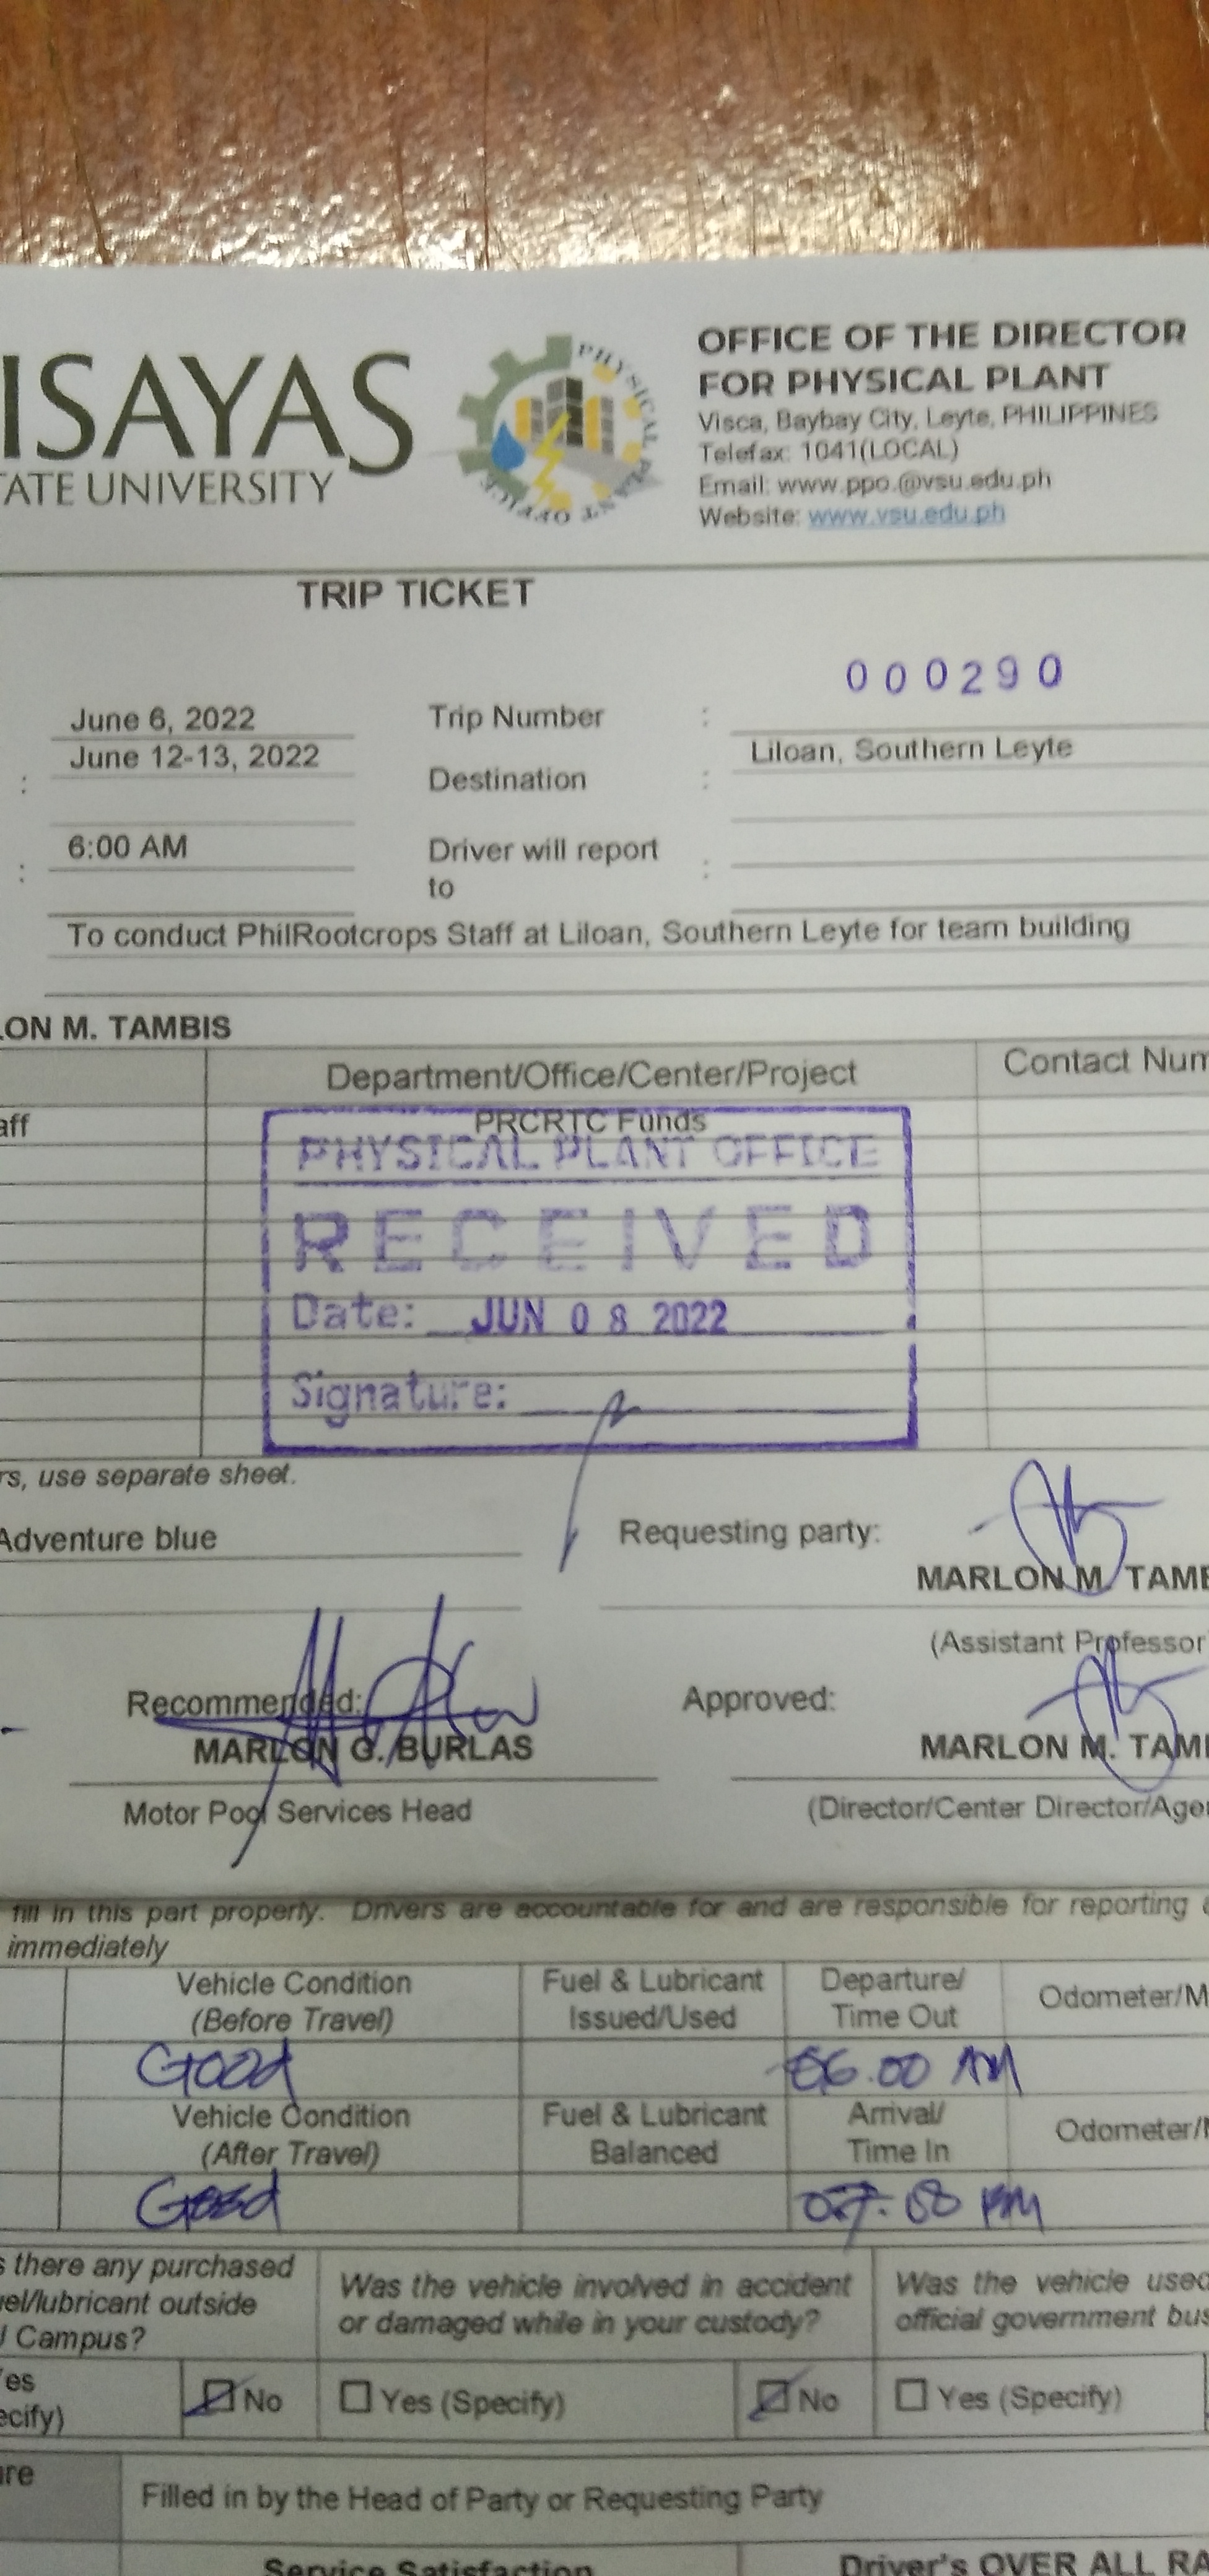 ISAYAS
TATE UNIVERSITY
PHYSICAL PLANT OFFICE
OFFICE OF THE DIRECTOR
FOR PHYSICAL PLANT
Visca, Baybay City, Leyte, PHILIPPINES
Telefax: 1041(LOCAL)
Email: www.ppo.@vsu.edu.ph
Website: www.vsu.edu.ph
TRIP TICKET
000290
June 6, 2022 Trip Number :
June 12-13, 2022 Liloan, Southern Leyte
: Destination :
6:00 AM Driver will report
: to :
To conduct PhilRootcrops Staff at Liloan, Southern Leyte for team building
LON M. TAMBIS
Department/Office/Center/Project Contact Num
aff PRCRTC Funds
PHYSICAL PLANT OFFICE
RECEIVED
Date: JUN 08 2022
Signature:
rs, use separate sheet.
Adventure blue Requesting party:
MARLON M. TAMB
(Assistant Professor
Recommended: Approved:
MARLON G. BURLAS MARLON M. TAMB
Motor Pool Services Head (Director/Center Director/Agen
fill in this part properly. Drivers are accountable for and are responsible for reporting
immediately
Vehicle Condition Fuel & Lubricant Departure/
(Before Travel) Issued/Used Time Out Odometer/M
Good 06.00 AM
Vehicle Condition Fuel & Lubricant Arrival/
(After Travel) Balanced Time In Odometer/M
Good PM
s there any purchased Was the vehicle involved in accident Was the vehicle used
uel/lubricant outside or damaged while in your custody? official government bus
U Campus?
Yes No Yes (Specify) No Yes (Specify)
ecify)
ure Filled in by the Head of Party or Requesting Party
Service Satisfaction Driver's OVER ALL RA